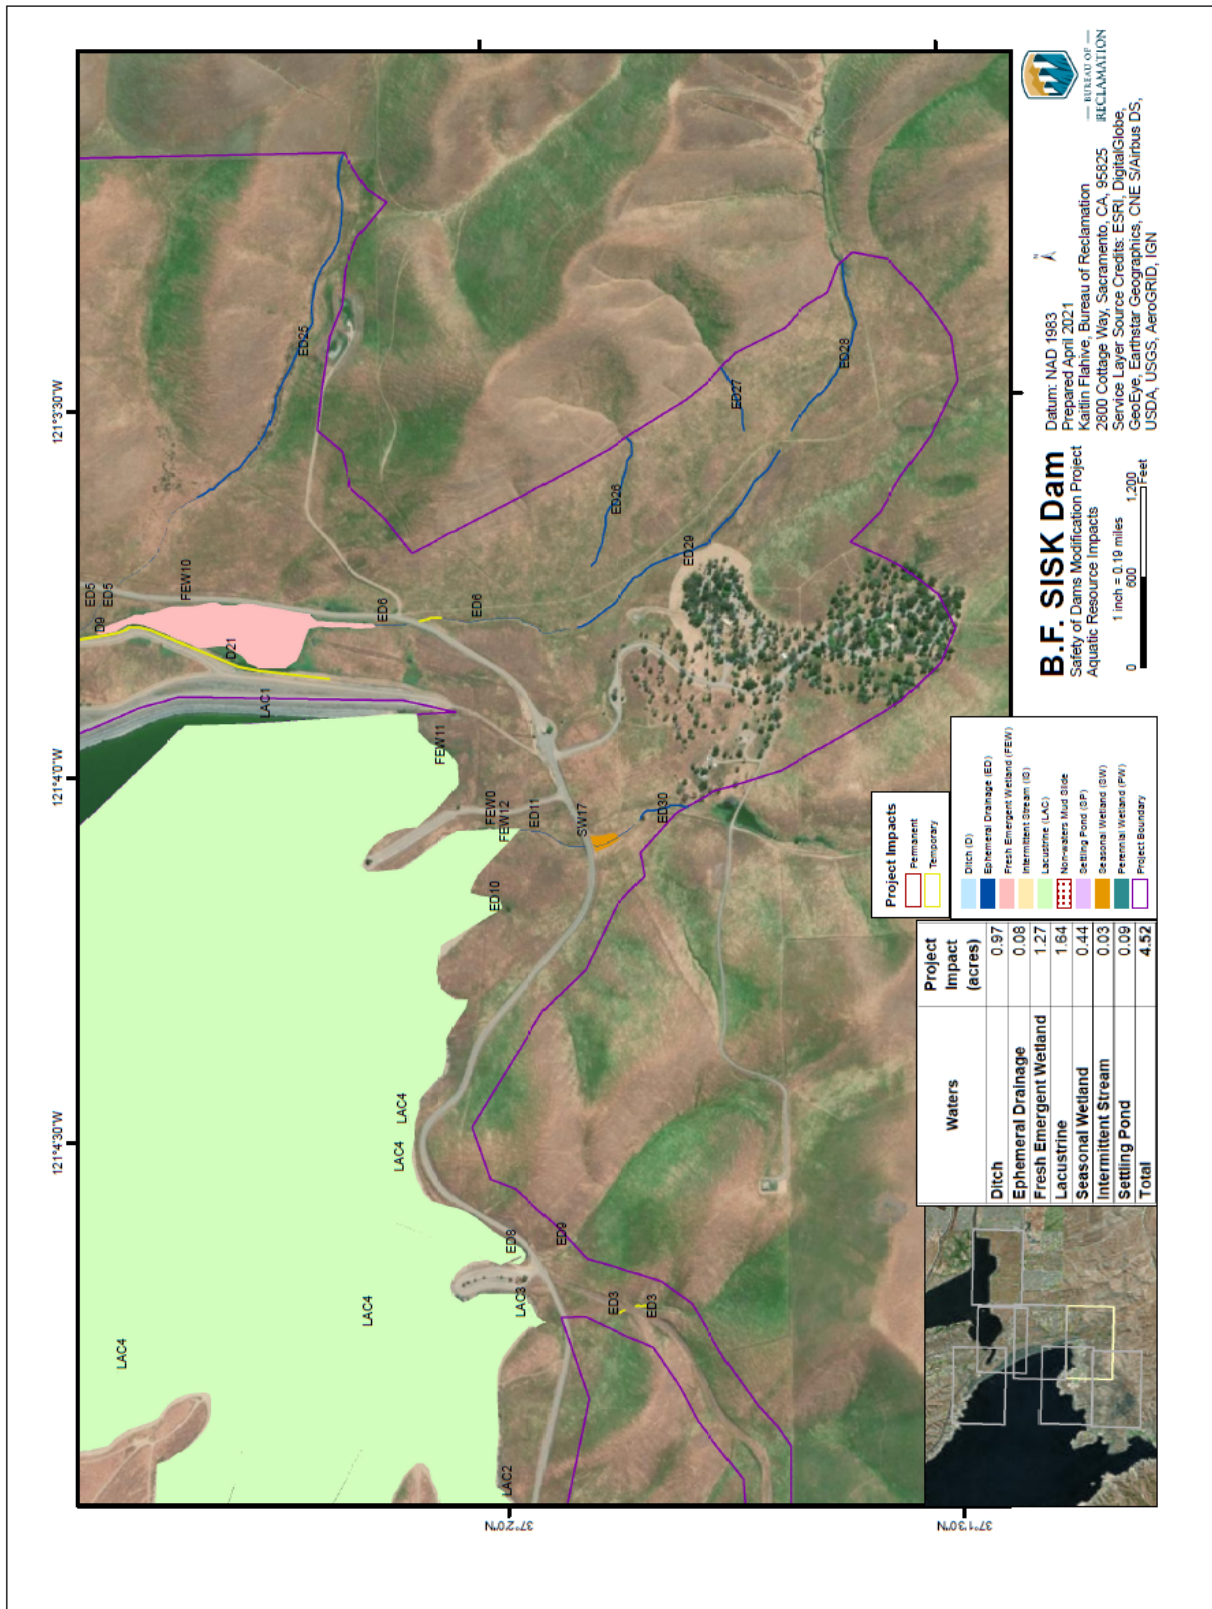 121°4'30"W
121°4'0"W
121°3'30"W
37°2'0"N
37°1'30"N
LAC4
LAC4
LAC4
LAC4
LAC2
LAC3
ED8
ED9
ED3
ED3
ED10
FEW0
FEW12
ED11
FEW11
SW17
ED30
LAC1
D21
D9
ED5
ED5
FEW10
ED6
ED6
ED25
ED26
ED27
ED28
ED29
Waters
Project Impact (acres)
Ditch 0.97
Ephemeral Drainage 0.08
Fresh Emergent Wetland 1.27
Lacustrine 1.64
Seasonal Wetland 0.44
Intermittent Stream 0.03
Settling Pond 0.09
Total 4.52
Project Impacts
Permanent
Temporary
Ditch (D)
Ephemeral Drainage (ED)
Fresh Emergent Wetland (FEW)
Intermittent Stream (IS)
Lacustrine (LAC)
Non-waters Mud Slide
Settling Pond (SP)
Seasonal Wetland (SW)
Perennial Wetland (PW)
Project Boundary
B.F. SISK Dam
Safety of Dams Modification Project
Aquatic Resource Impacts
1 inch = 0.19 miles
0 600 1,200
Feet
Datum: NAD 1983
Prepared April 2021
Kaitlin Flahive, Bureau of Reclamation
2800 Cottage Way, Sacramento, CA, 95825
Service Layer Source Credits: ESRI, DigitalGlobe,
GeoEye, Earthstar Geographics, CNE S/Airbus DS,
USDA, USGS, AeroGRID, IGN
N
— BUREAU OF —
RECLAMATION